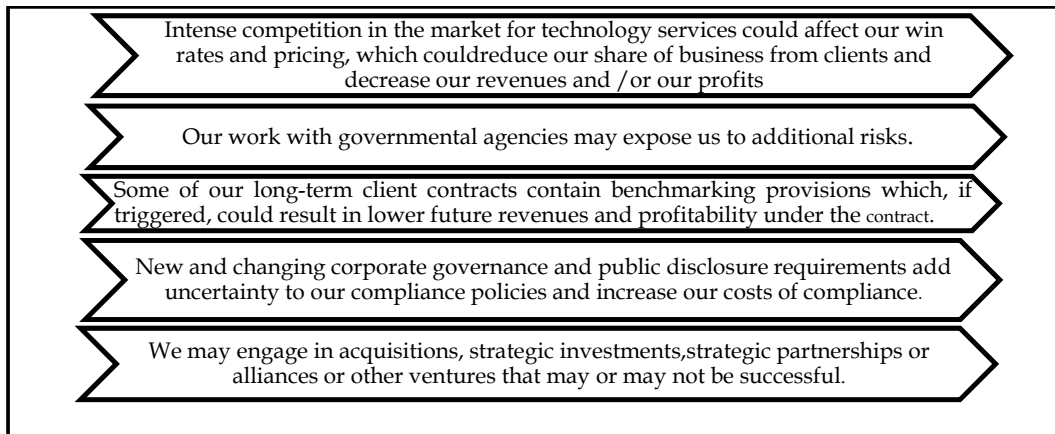 Intense competition in the market for technology services could affect our win
rates and pricing, which couldreduce our share of business from clients and
decrease our revenues and /or our profits
Our work with governmental agencies may expose us to additional risks.
Some of our long-term client contracts contain benchmarking provisions which, if
triggered, could result in lower future revenues and profitability under the contract.
New and changing corporate governance and public disclosure requirements add
uncertainty to our compliance policies and increase our costs of compliance.
We may engage in acquisitions, strategic investments,strategic partnerships or
alliances or other ventures that may or may not be successful.